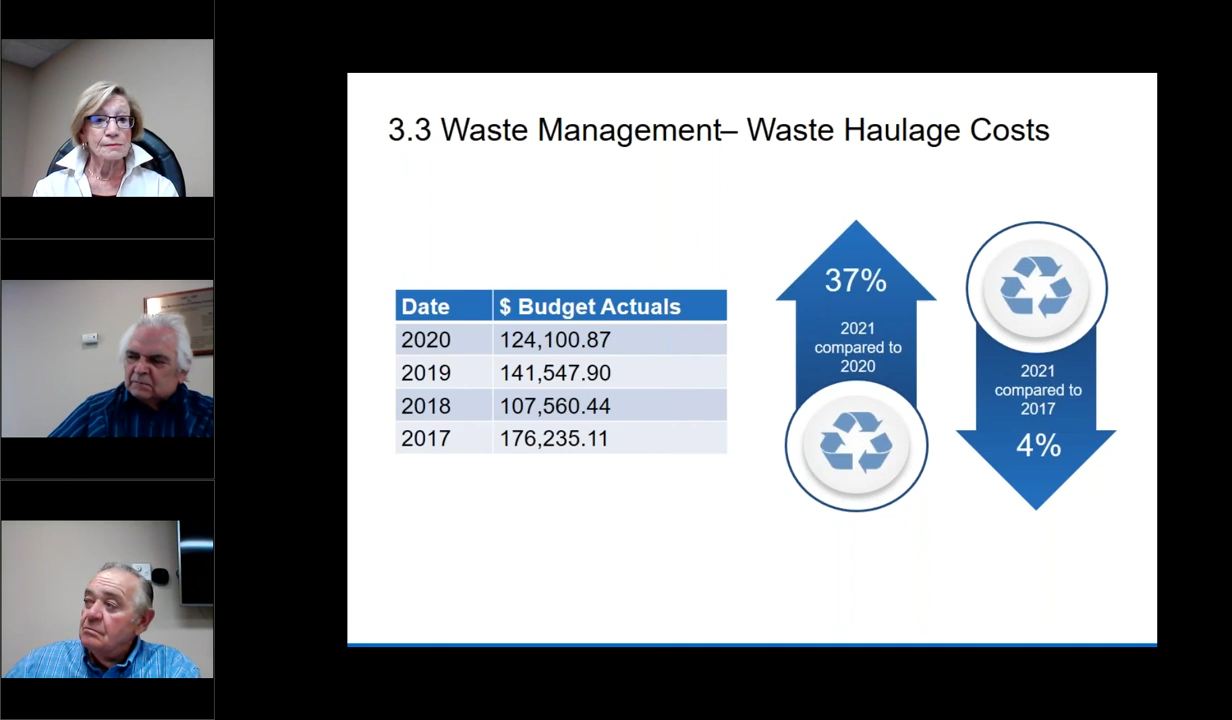 3.3 Waste Management– Waste Haulage Costs
Date $ Budget Actuals
2020 124,100.87
2019 141,547.90
2018 107,560.44
2017 176,235.11
37%
2021
compared to
2020
2021
compared to
2017
4%